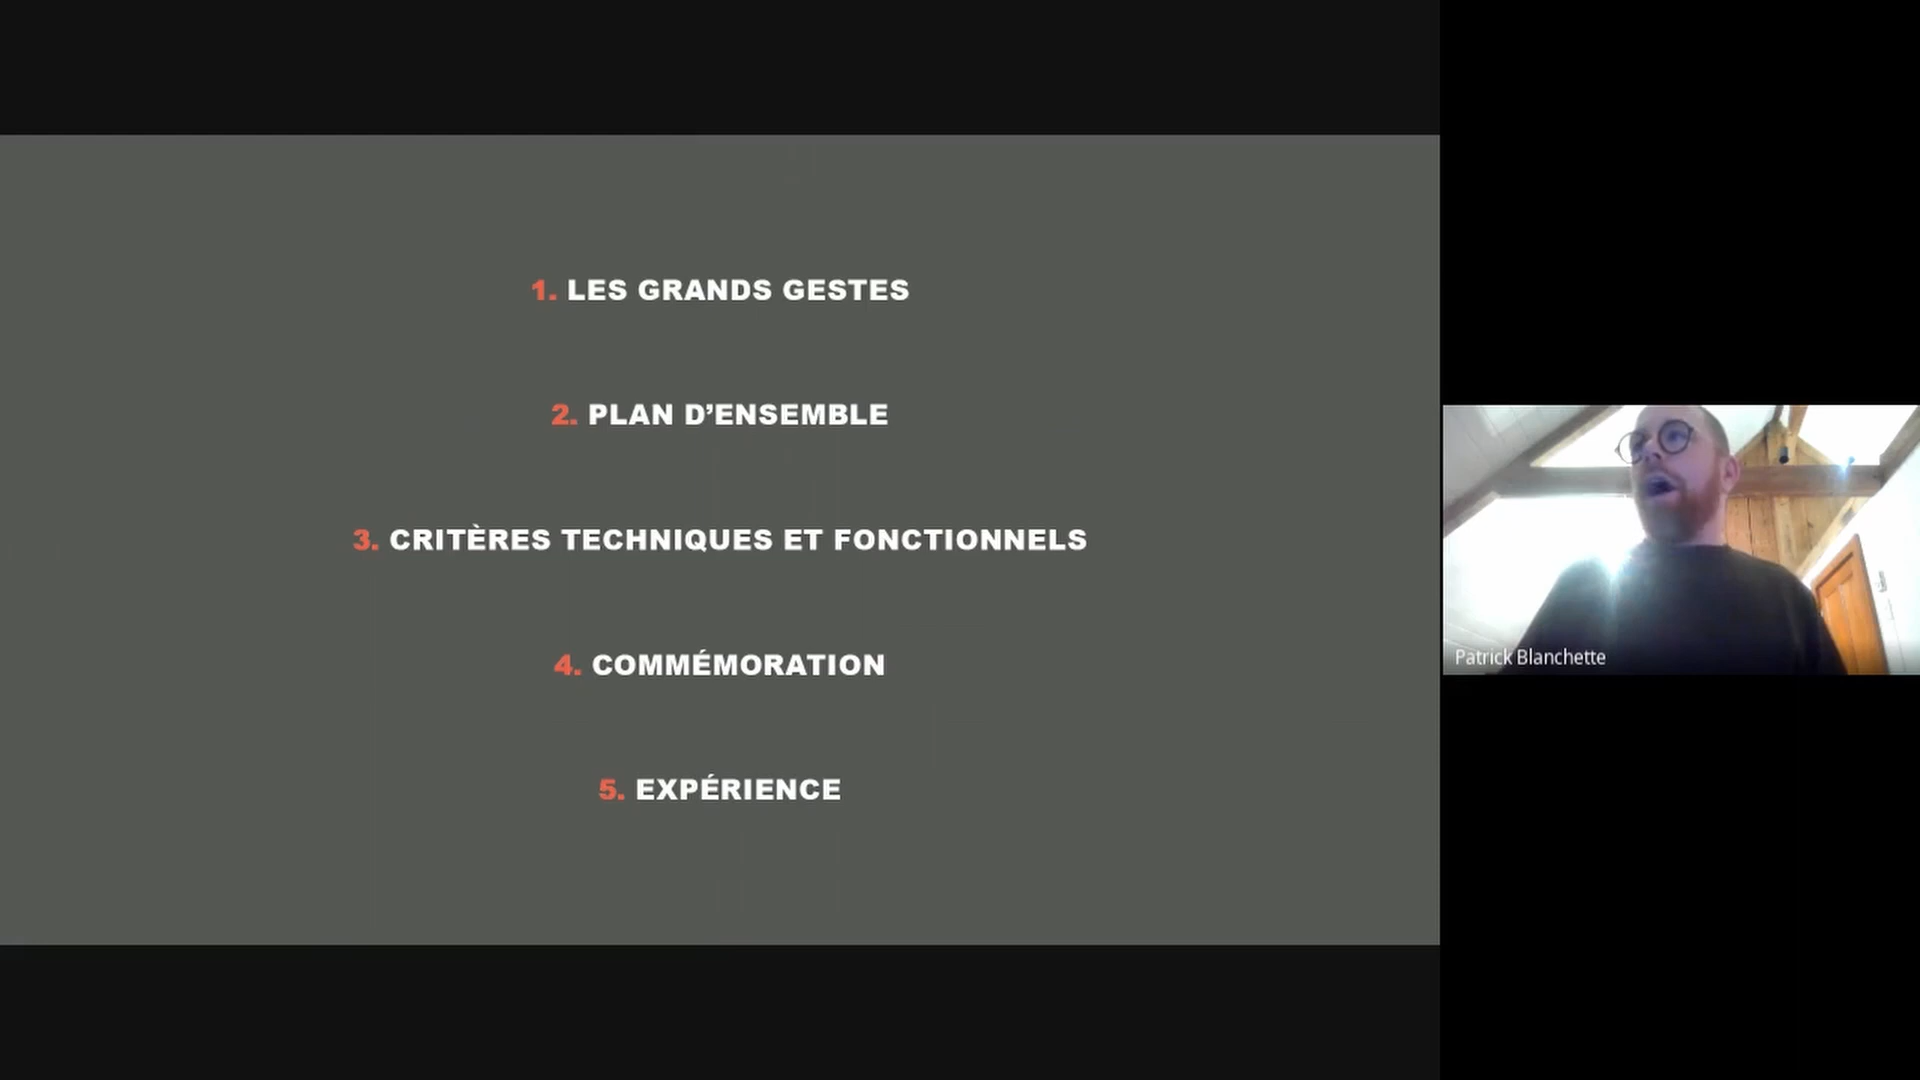 1. LES GRANDS GESTES
2. PLAN D’ENSEMBLE
3. CRITÈRES TECHNIQUES ET FONCTIONNELS
4. COMMÉMORATION
5. EXPÉRIENCE
Patrick Blanchette